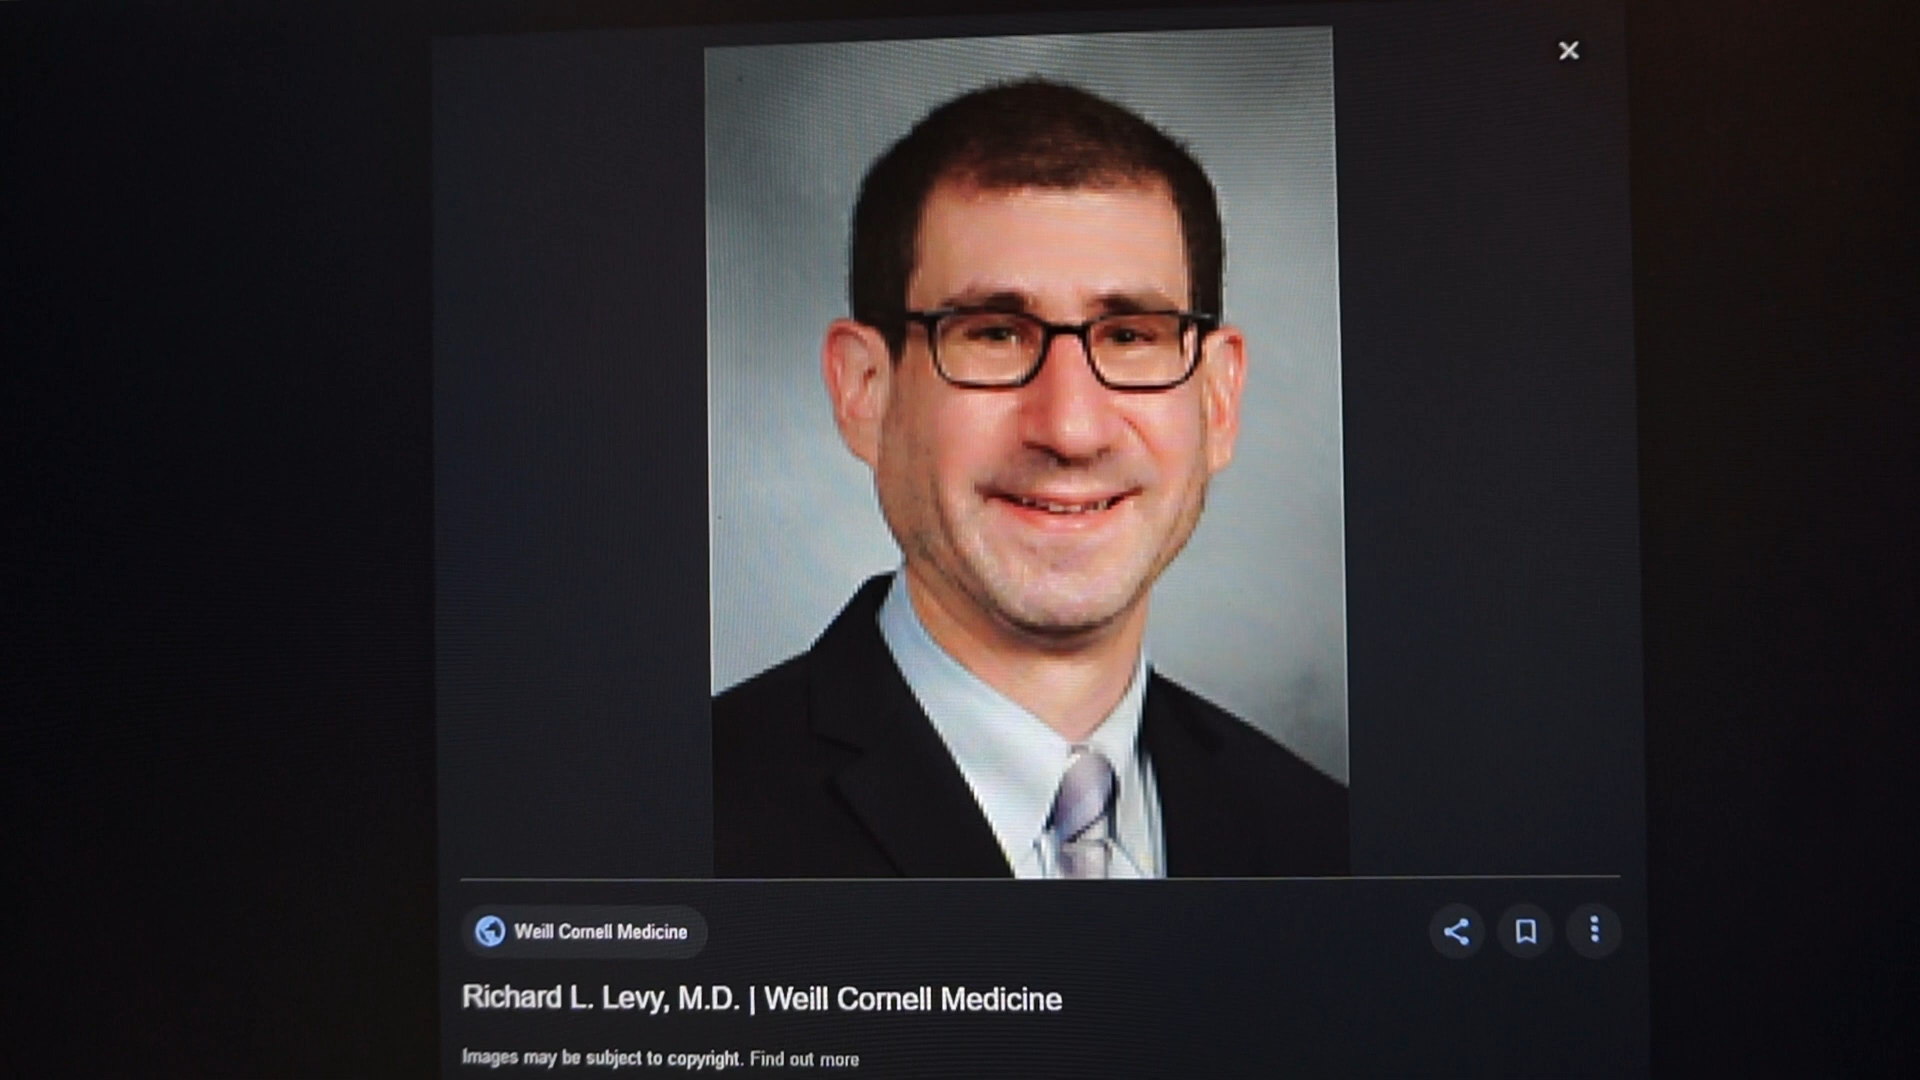 Weill Cornell Medicine
Richard L. Levy, M.D. | Weill Cornell Medicine
Images may be subject to copyright. Find out more